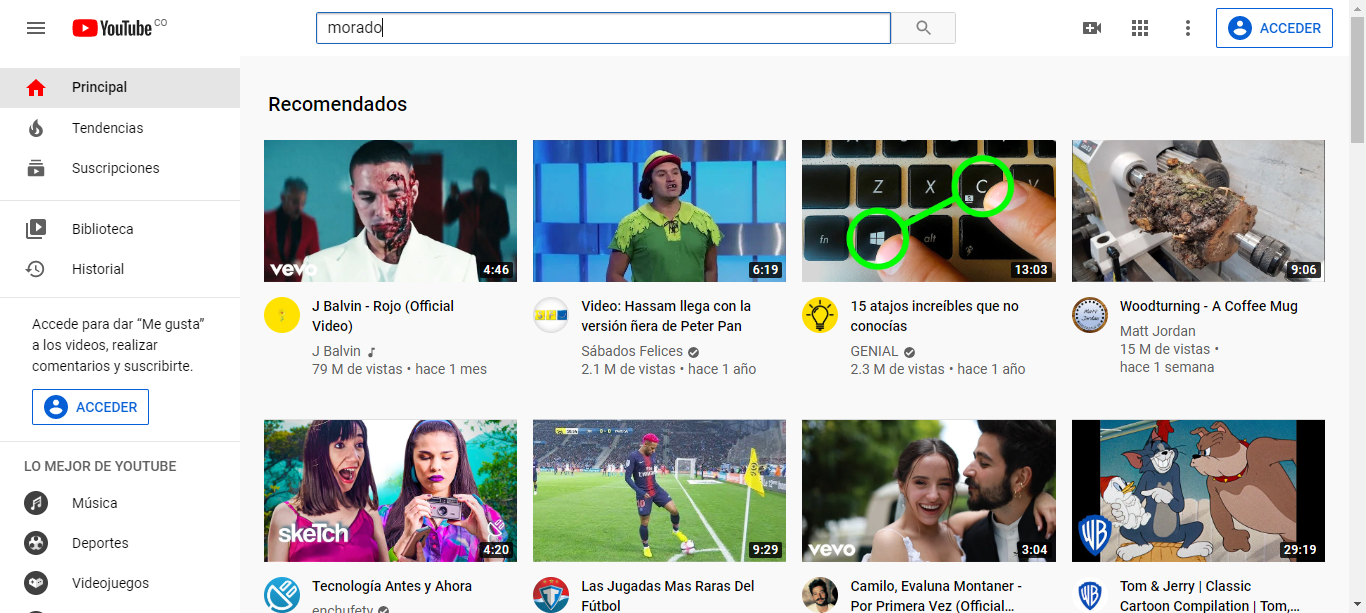 YouTube CO
morado
ACCEDER
Principal
Tendencias
Suscripciones
Biblioteca
Historial
Accede para dar “Me gusta”
a los videos, realizar
comentarios y suscribirte.
ACCEDER
LO MEJOR DE YOUTUBE
Música
Deportes
Videojuegos
Recomendados
vevo
4:46
6:19
Z X C V
fn alt
13:03
9:06
J Balvin - Rojo (Official
Video)
J Balvin
79 M de vistas • hace 1 mes
Video: Hassam llega con la
versión ñera de Peter Pan
Sábados Felices
2.1 M de vistas • hace 1 año
15 atajos increíbles que no
conocías
GENIAL
2.3 M de vistas • hace 1 año
Matt
Jordan
Woodturning - A Coffee Mug
Matt Jordan
15 M de vistas •
hace 1 semana
skeTch
4:20
9:29
vevo
3:04
WB
29:19
Tecnología Antes y Ahora
enchufetv
Las Jugadas Mas Raras Del
Fútbol
Camilo, Evaluna Montaner -
Por Primera Vez (Official...
WB
Tom & Jerry | Classic
Cartoon Compilation | Tom,...